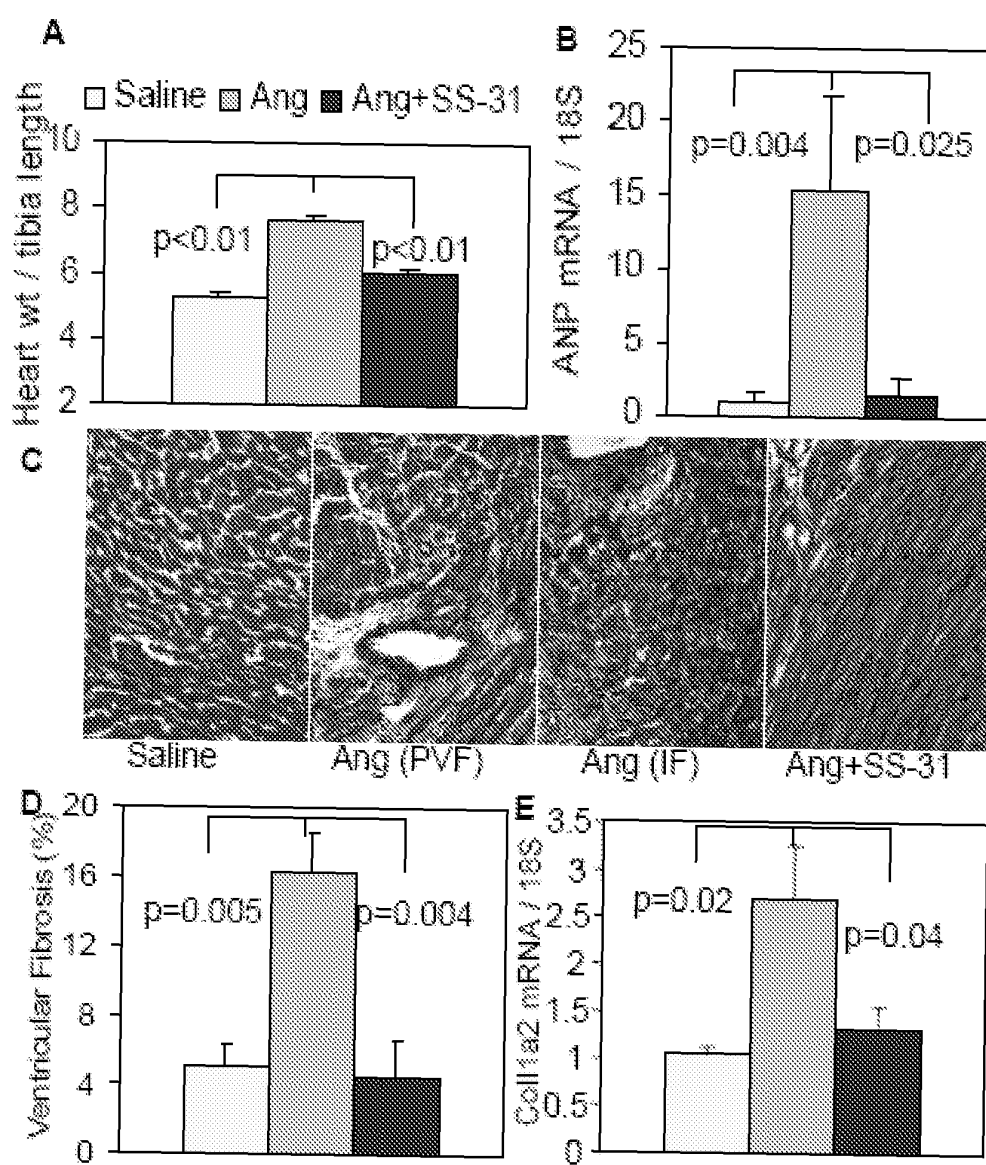 A
Saline Ang Ang+SS-31
Heart wt / tibia length
10
8
6
4
2
p<0.01
p<0.01
B
ANP mRNA / 18S
25
20
15
10
5
0
p=0.004
p=0.025
C
Saline
Ang (PVF)
Ang (IF)
Ang+SS-31
D
Ventricular Fibrosis (%)
20
16
12
8
4
0
p=0.005
p=0.004
E
Coll1a2 mRNA / 18S
3.5
3
2.5
2
1.5
1
0.5
0
p=0.02
p=0.04